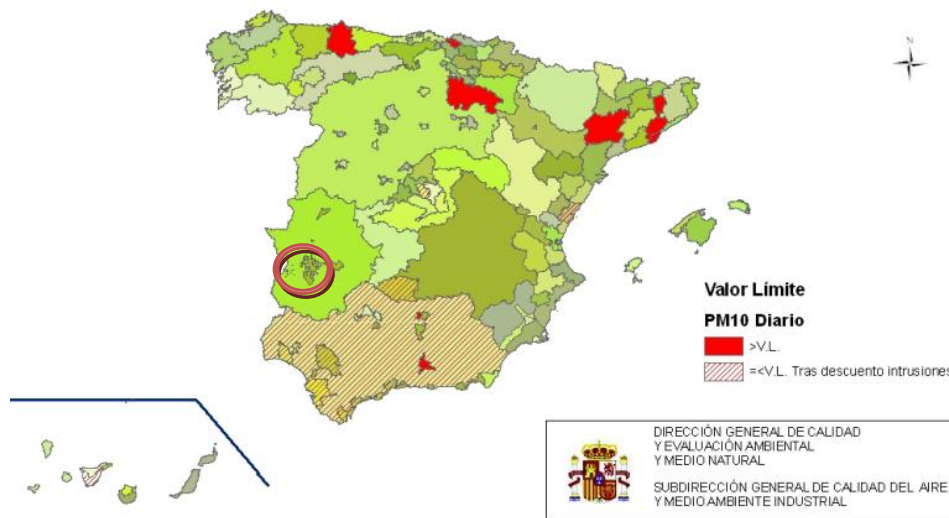 N
Valor Límite
PM10 Diario
>V.L.
=<V.L. Tras descuento intrusiones
DIRECCIÓN GENERAL DE CALIDAD
Y EVALUACIÓN AMBIENTAL
Y MEDIO NATURAL
SUBDIRECCIÓN GENERAL DE CALIDAD DEL AIRE
Y MEDIO AMBIENTE INDUSTRIAL